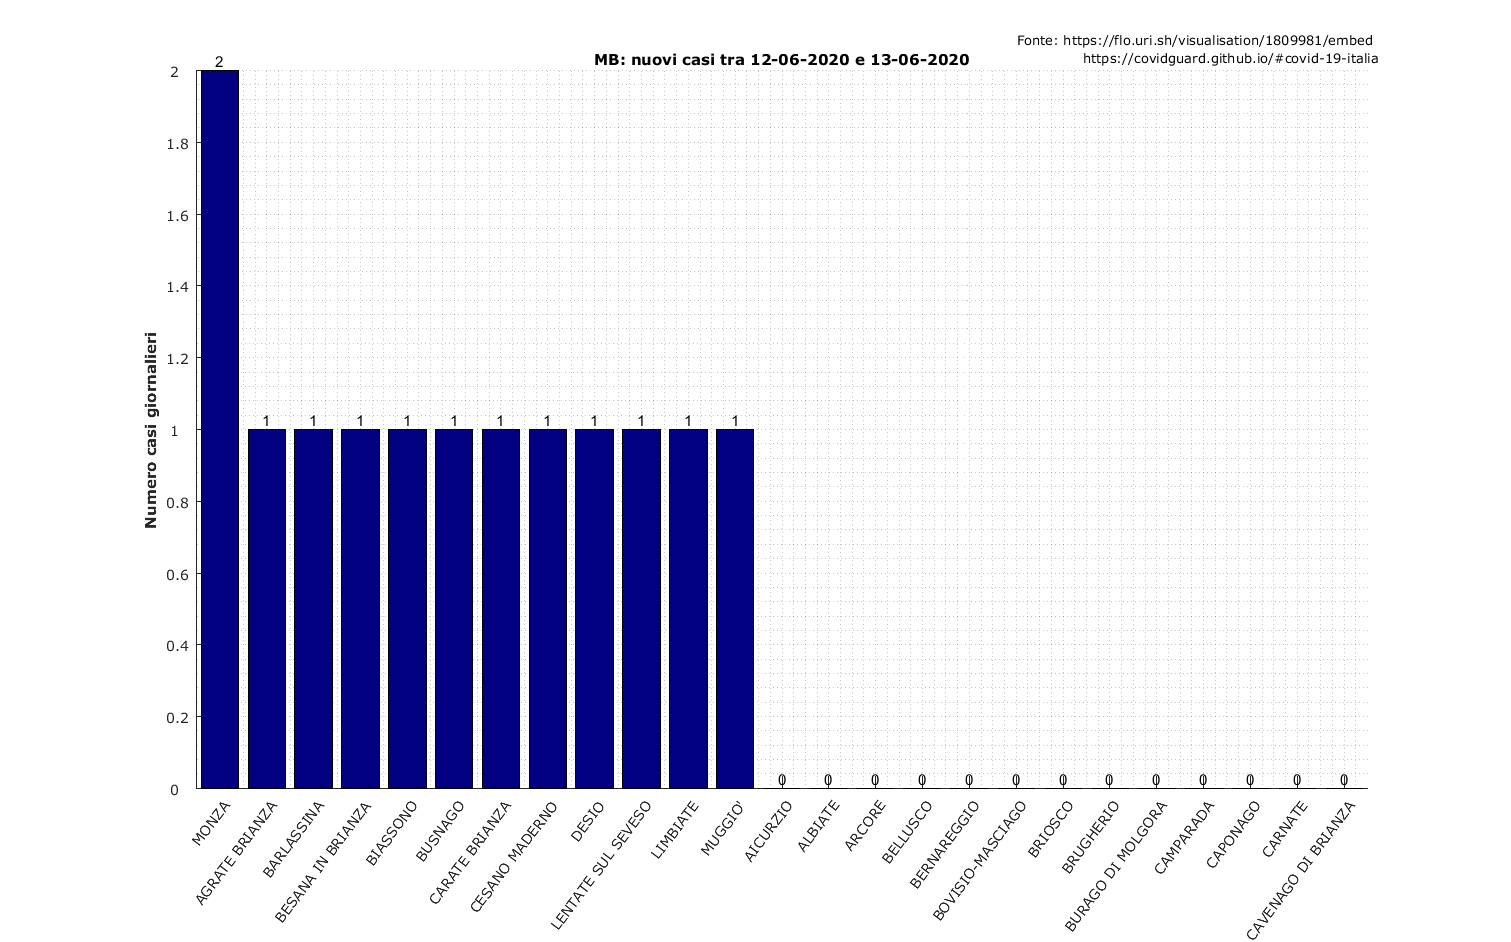 Fonte: https://flo.uri.sh/visualisation/1809981/embed
https://covidguard.github.io/#covid-19-italia
MB: nuovi casi tra 12-06-2020 e 13-06-2020
Numero casi giornalieri
2
1.8
1.6
1.4
1.2
1
0.8
0.6
0.4
0.2
0
2
1
1
1
1
1
1
1
1
1
1
1
0
0
0
0
0
0
0
0
0
0
0
0
0
MONZA
AGRATE BRIANZA
BARLASSINA
BESANA IN BRIANZA
BIASSONO
BUSNAGO
CARATE BRIANZA
CESANO MADERNO
DESIO
LENTATE SUL SEVESO
LIMBIATE
MUGGIO'
AICURZIO
ALBIATE
ARCORE
BELLUSCO
BERNAREGGIO
BOVISIO-MASCIAGO
BRIOSCO
BRUGHERIO
BURAGO DI MOLGORA
CAMPARADA
CAPONAGO
CARNATE
CAVENAGO DI BRIANZA